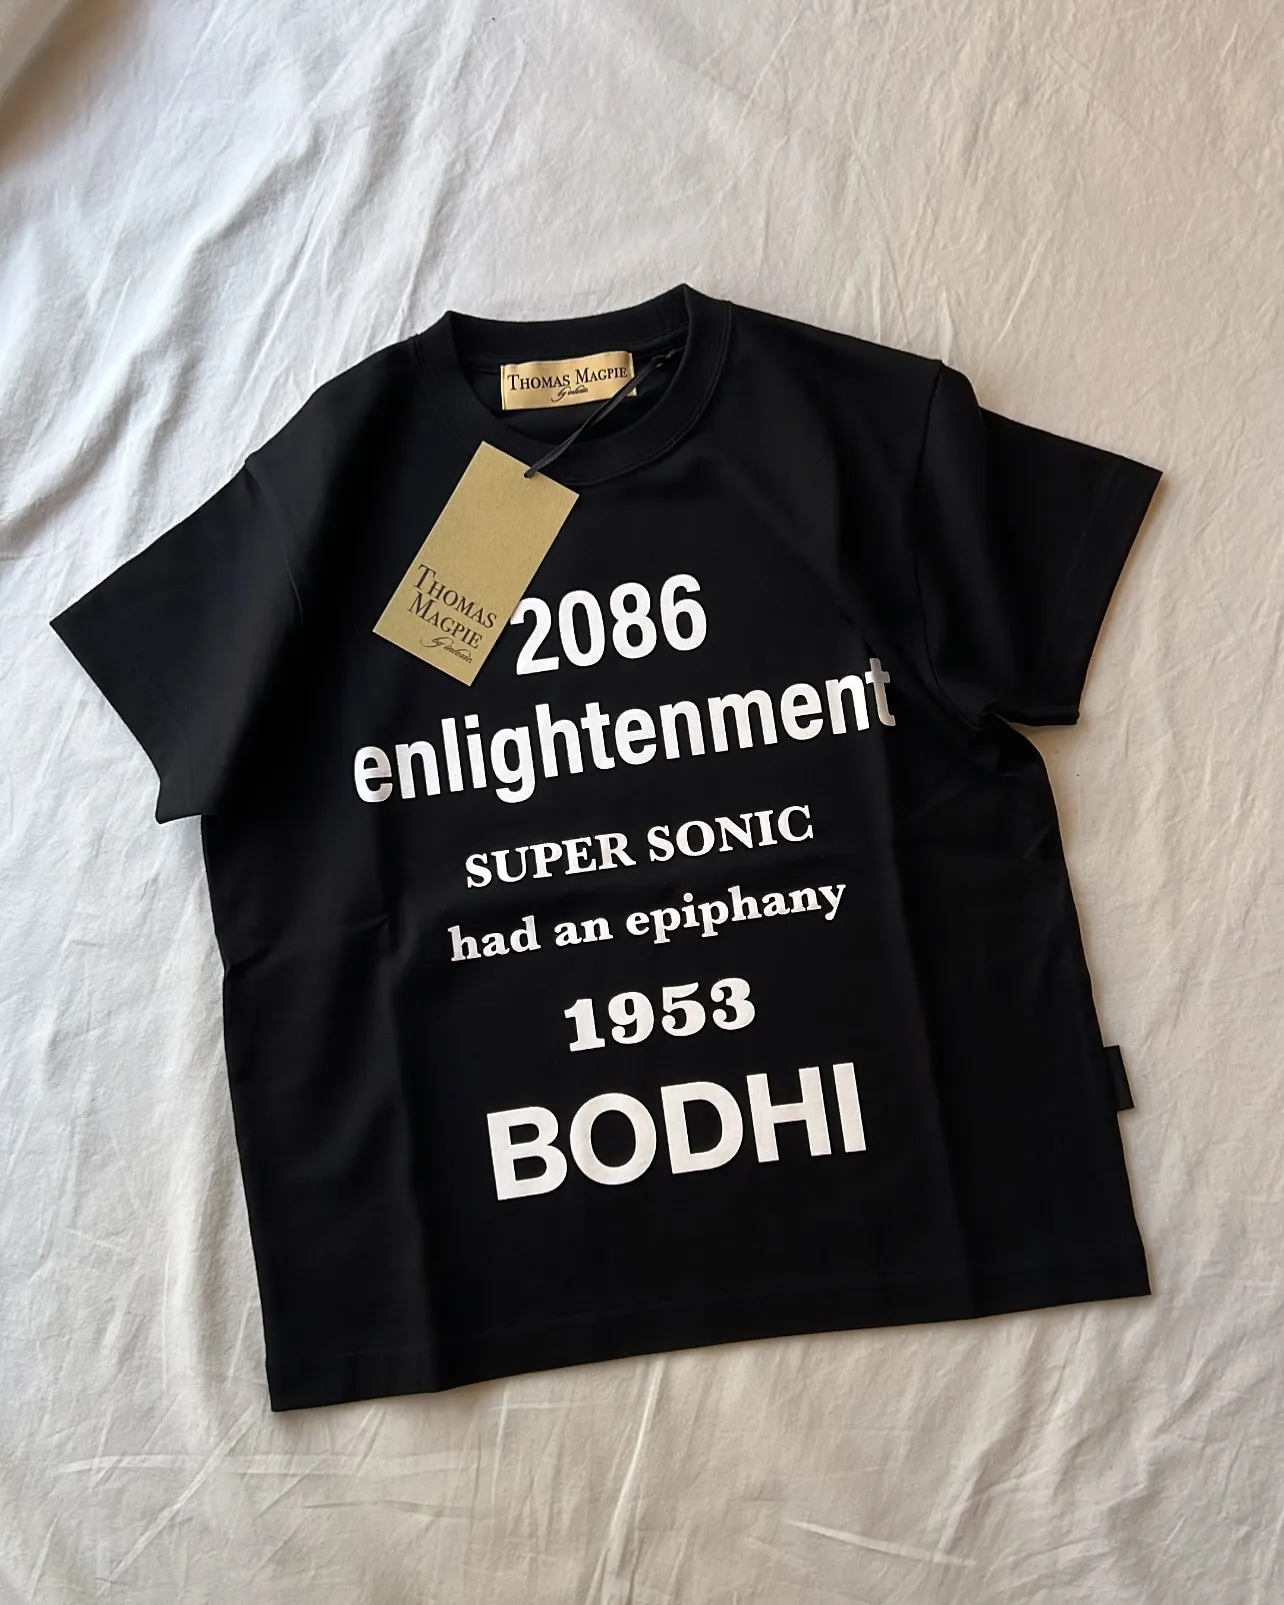 THOMAS MAGPIE
THOMAS
MAGPIE
2086
enlightenment
SUPER SONIC
had an epiphany
1953
BODHI